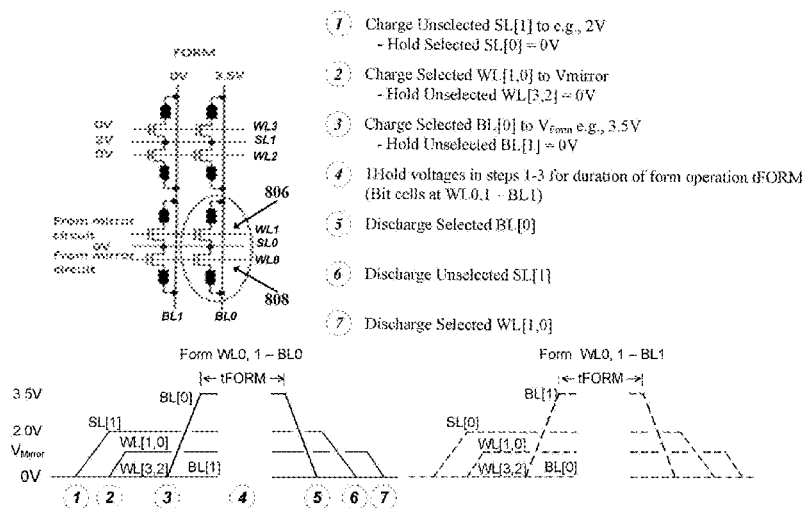 FORM
0V 3.5V
0V WL3
2V SL1
0V WL2
806
From mirror circuit WL1
0V SL0
From mirror circuit WL0
808
BL1 BL0
1 Charge Unselected SL[1] to e.g., 2V
- Hold Selected SL[0] = 0V
2 Charge Selected WL[1,0] to Vmirror
- Hold Unselected WL[3,2] = 0V
3 Charge Selected BL[0] to VForm e.g., 3.5V
- Hold Unselected BL[1] = 0V
4 1Hold voltages in steps 1-3 for duration of form operation tFORM
(Bit cells at WL0,1 - BL1)
5 Discharge Selected BL[0]
6 Discharge Unselected SL[1]
7 Discharge Selected WL[1,0]
Form WL0, 1 – BL0
tFORM
3.5V BL[0]
2.0V SL[1]
VMirror WL[1,0]
0V WL[3,2] BL[1]
1 2 3 4 5 6 7
Form WL0, 1 – BL1
tFORM
BL[1]
SL[0]
WL[1,0]
WL[3,2] BL[0]